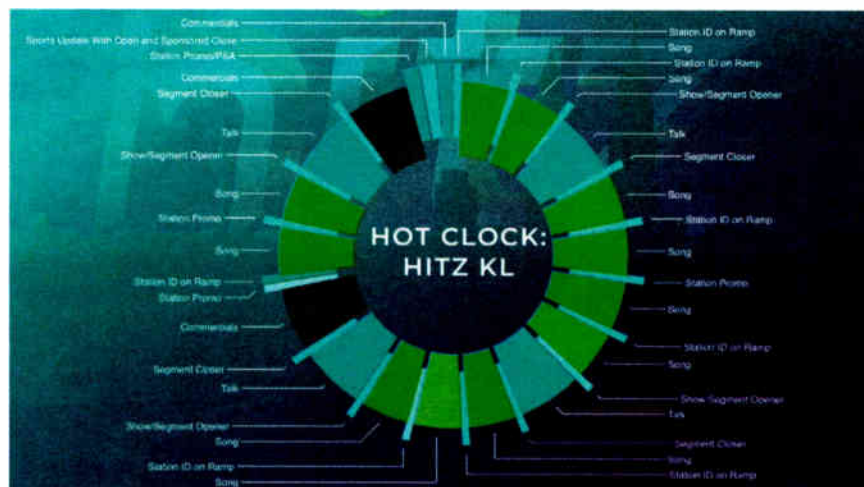 Commercials
Sports Update With Open and Sponsored Close
Station Promo/PSA
Commercials
Segment Closer
Talk
Show/Segment Opener
Song
Station Promo
Song
Station ID on Ramp
Station Promo
Commercials
Segment Closer
Talk
Show/Segment Opener
Song
Station ID on Ramp
Song
HOT CLOCK:
HITZ KL
Station ID on Ramp
Song
Station ID on Ramp
Song
Show/Segment Opener
Talk
Segment Closer
Song
Station ID on Ramp
Song
Station Promo
Song
Station ID on Ramp
Song
Show/Segment Opener
Talk
Segment Closer
Song
Station ID on Ramp